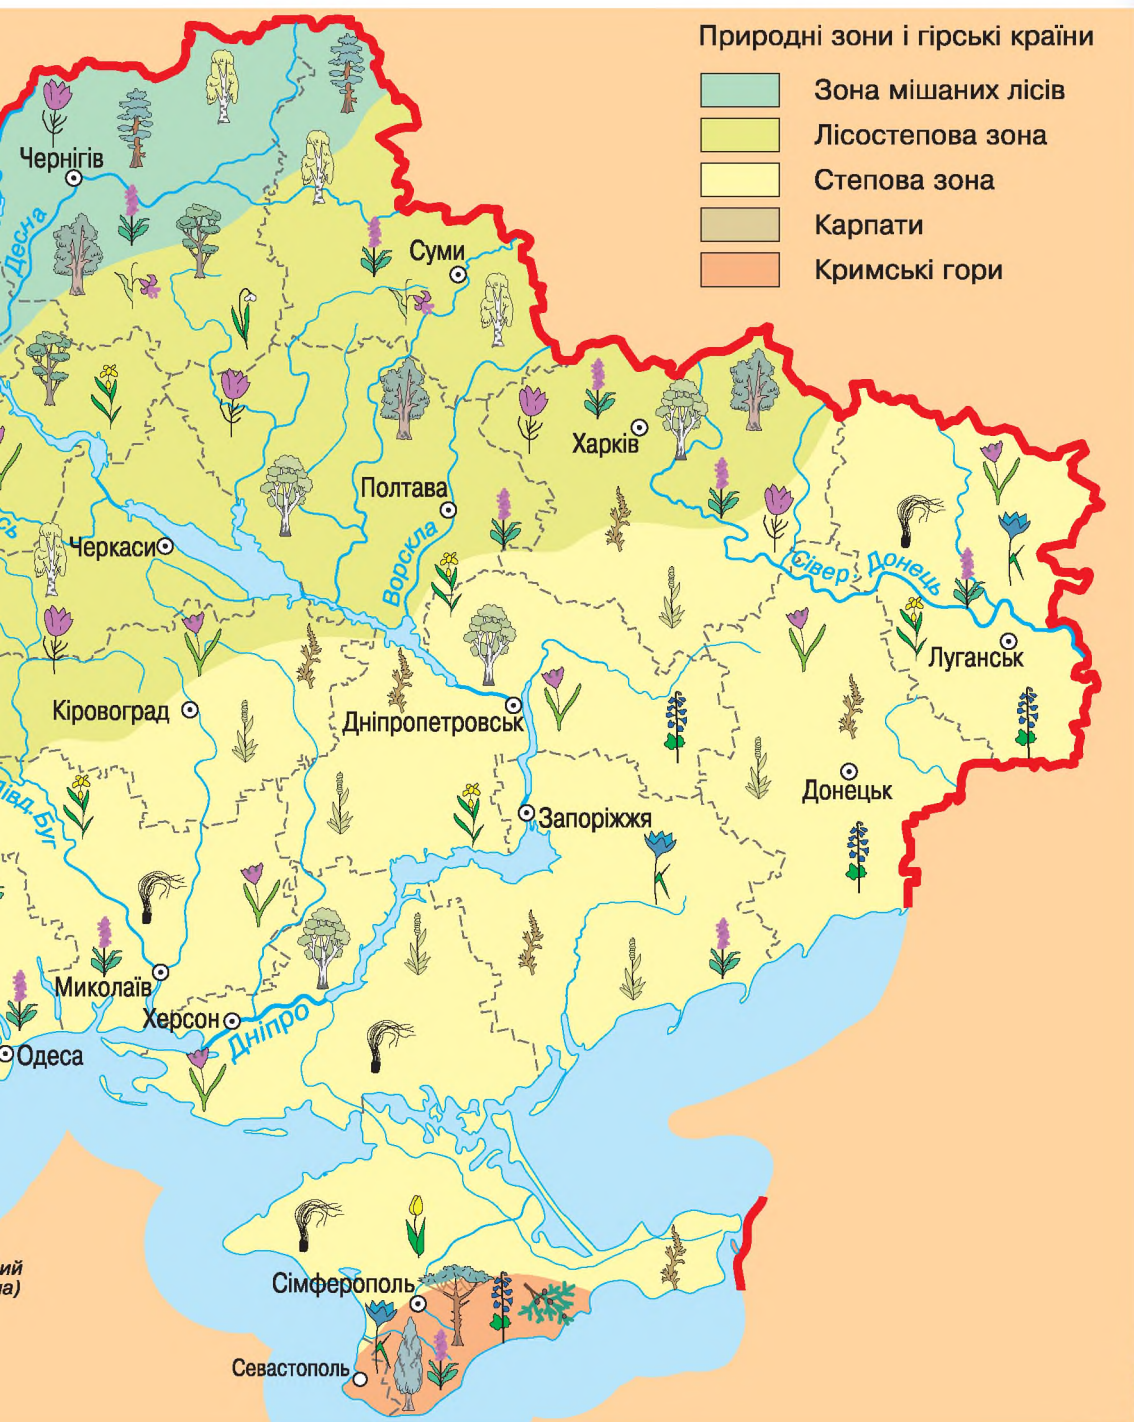 Природні зони і гірські країни
Зона мішаних лісів
Лісостепова зона
Степова зона
Карпати
Кримські гори
Чернігів
Десна
Суми
Харків
Полтава
Ворскла
Черкаси
Сівер. Донець
Луганськ
Кіровоград
Дніпропетровськ
Донецьк
Запоріжжя
Півд. Буг
Миколаїв
Херсон
Дніпро
Одеса
Сімферополь
Севастополь